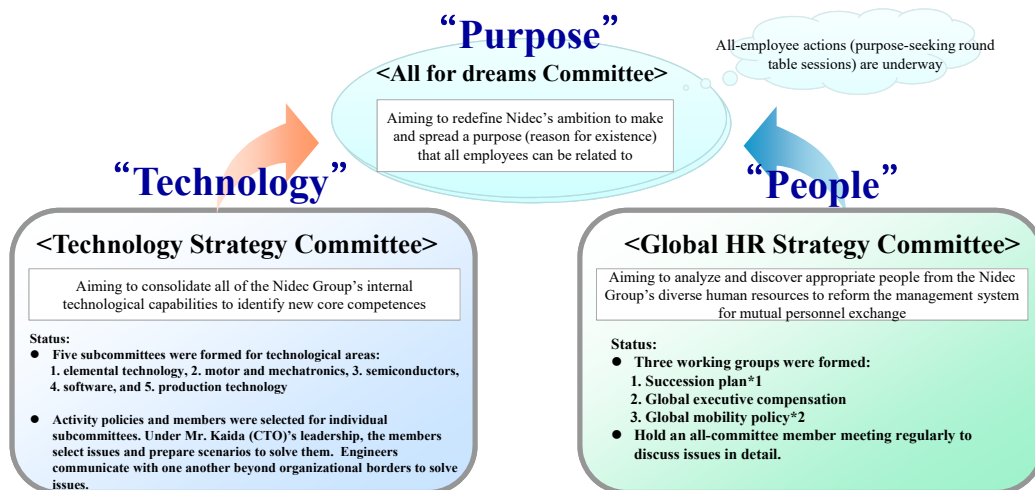 “Purpose”
<All for dreams Committee>
Aiming to redefine Nidec’s ambition to make
and spread a purpose (reason for existence)
that all employees can be related to
All-employee actions (purpose-seeking round
table sessions) are underway
“Technology”
<Technology Strategy Committee>
Aiming to consolidate all of the Nidec Group’s internal
technological capabilities to identify new core competences
Status:
● Five subcommittees were formed for technological areas:
1. elemental technology, 2. motor and mechatronics, 3. semiconductors,
4. software, and 5. production technology
● Activity policies and members were selected for individual
subcommittees. Under Mr. Kaida (CTO)’s leadership, the members
select issues and prepare scenarios to solve them. Engineers
communicate with one another beyond organizational borders to solve
issues.
“People”
<Global HR Strategy Committee>
Aiming to analyze and discover appropriate people from the Nidec
Group’s diverse human resources to reform the management system
for mutual personnel exchange
Status:
● Three working groups were formed:
1. Succession plan*1
2. Global executive compensation
3. Global mobility policy*2
● Hold an all-committee member meeting regularly to
discuss issues in detail.